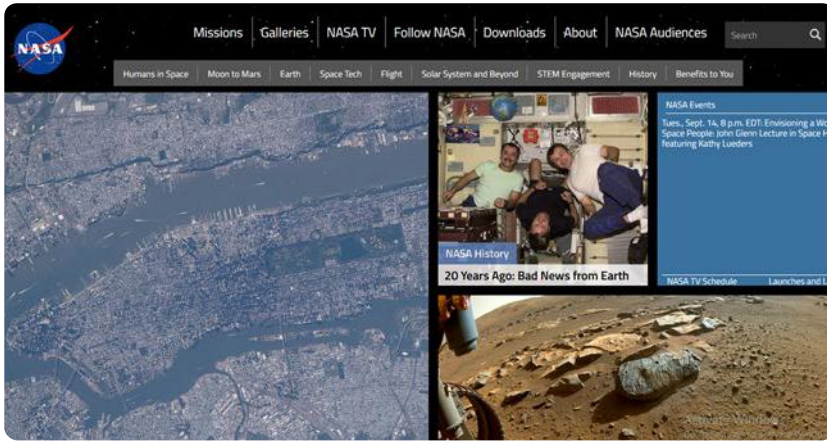 NASA
Missions
Galleries
NASA TV
Follow NASA
Downloads
About
NASA Audiences
Search
Humans in Space
Moon to Mars
Earth
Space Tech
Flight
Solar System and Beyond
STEM Engagement
History
Benefits to You
NASA History
20 Years Ago: Bad News from Earth
NASA Events
Tues., Sept. 14, 8 p.m. EDT: Envisioning a Wo
Space People: John Glenn Lecture in Space H
featuring Kathy Lueders
NASA TV Schedule
Launches and L
Activate Windows